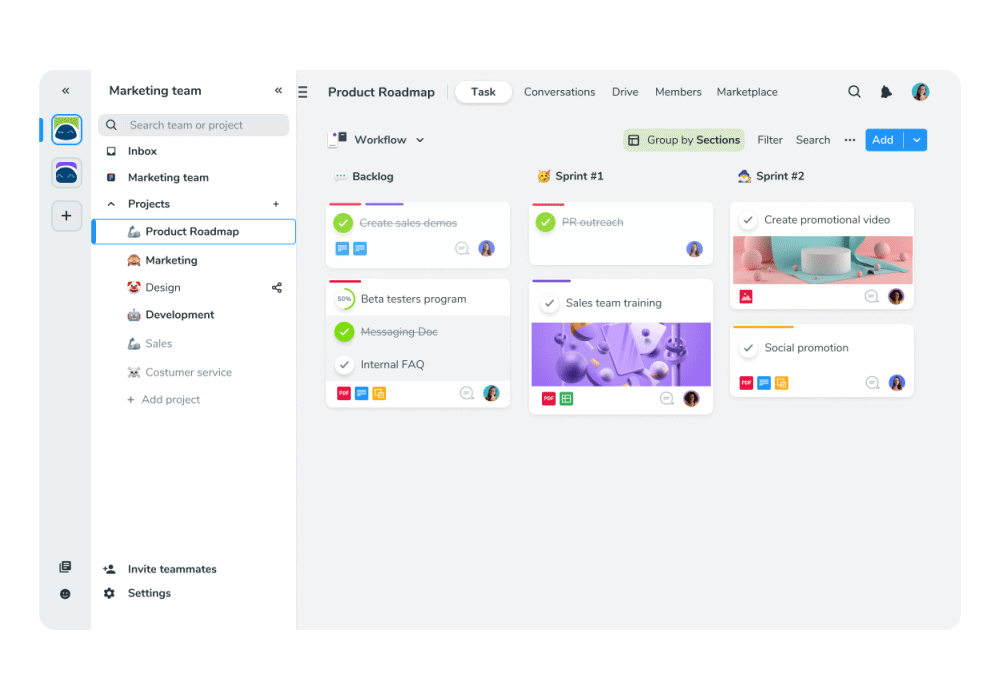 Marketing team
Search team or project
Inbox
Marketing team
Projects
Product Roadmap
Marketing
Design
Development
Sales
Costumer service
Add project
Invite teammates
Settings
Product Roadmap Task Conversations Drive Members Marketplace
Workflow Group by Sections Filter Search Add
Backlog
Create sales demos
50% Beta testers program
Messaging Doc
Internal FAQ
PDF
Sprint #1
PR outreach
Sales team training
PDF
Sprint #2
Create promotional video
Social promotion
PDF